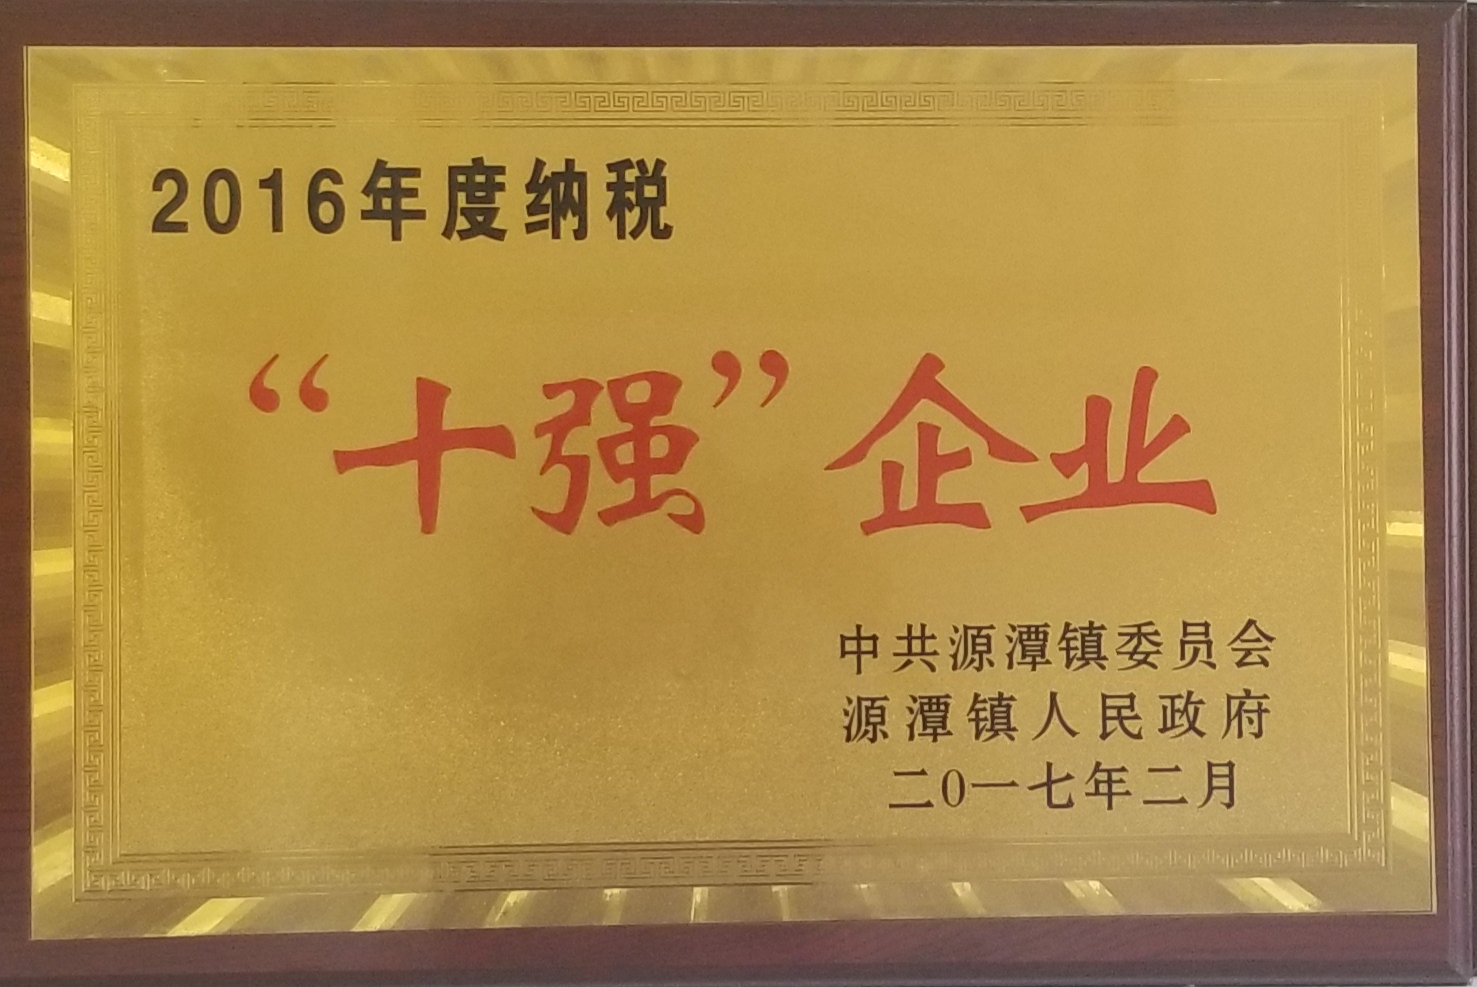 2016年度纳税
“十强”企业
中共源潭镇委员会
源潭镇人民政府
二0一七年二月